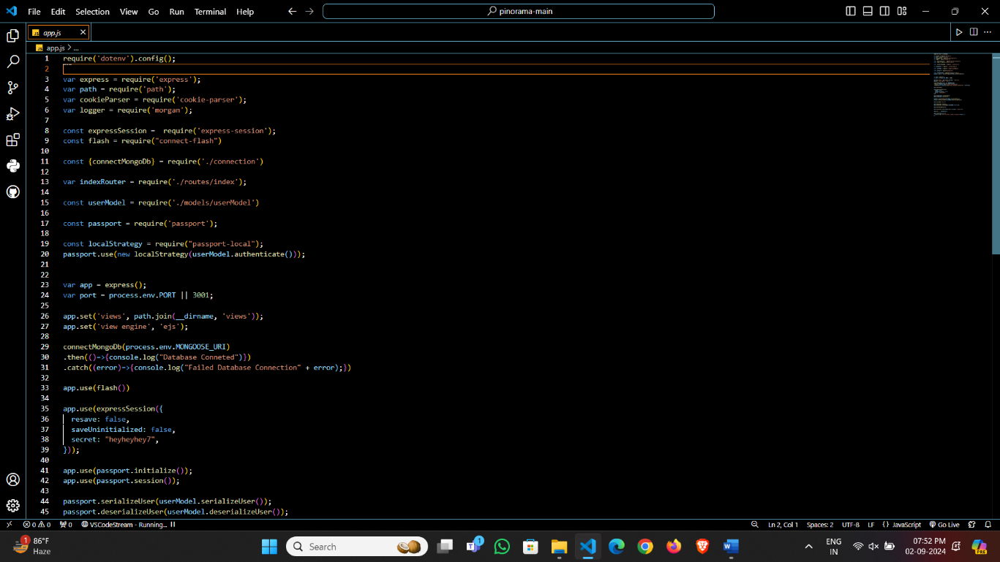 File Edit Selection View Go Run Terminal Help
pinorama-main
JS app.js
JS app.js > ...
1 require('dotenv').config();
2
3 var express = require('express');
4 var path = require('path');
5 var cookieParser = require('cookie-parser');
6 var logger = require('morgan');
7
8 const expressSession =  require('express-session');
9 const flash = require("connect-flash")
10
11 const {connectMongoDb} = require('./connection')
12
13 var indexRouter = require('./routes/index');
14
15 const userModel = require('./models/userModel')
16
17 const passport = require('passport');
18
19 const localStrategy = require("passport-local");
20 passport.use(new localStrategy(userModel.authenticate()));
21
22
23 var app = express();
24 var port = process.env.PORT || 3001;
25
26 app.set('views', path.join(__dirname, 'views'));
27 app.set('view engine', 'ejs');
28
29 connectMongoDb(process.env.MONGOOSE_URI)
30 .then(()=>{console.log("Database Conneted")})
31 .catch((error)=>{console.log("Failed Database Connection" + error);})
32
33 app.use(flash())
34
35 app.use(expressSession({
36   resave: false,
37   saveUninitialized: false,
38   secret: "heyheyhey7",
39 }));
40
41 app.use(passport.initialize());
42 app.use(passport.session());
43
44 passport.serializeUser(userModel.serializeUser());
45 passport.deserializeUser(userModel.deserializeUser());
0 0 0 VSCodeStream - Running... Ln 2, Col 1 Spaces: 2 UTF-8 LF {} JavaScript Go Live
1 86°F
Haze
Search
1
PRE
ENG
IN
07:52 PM
02-09-2024